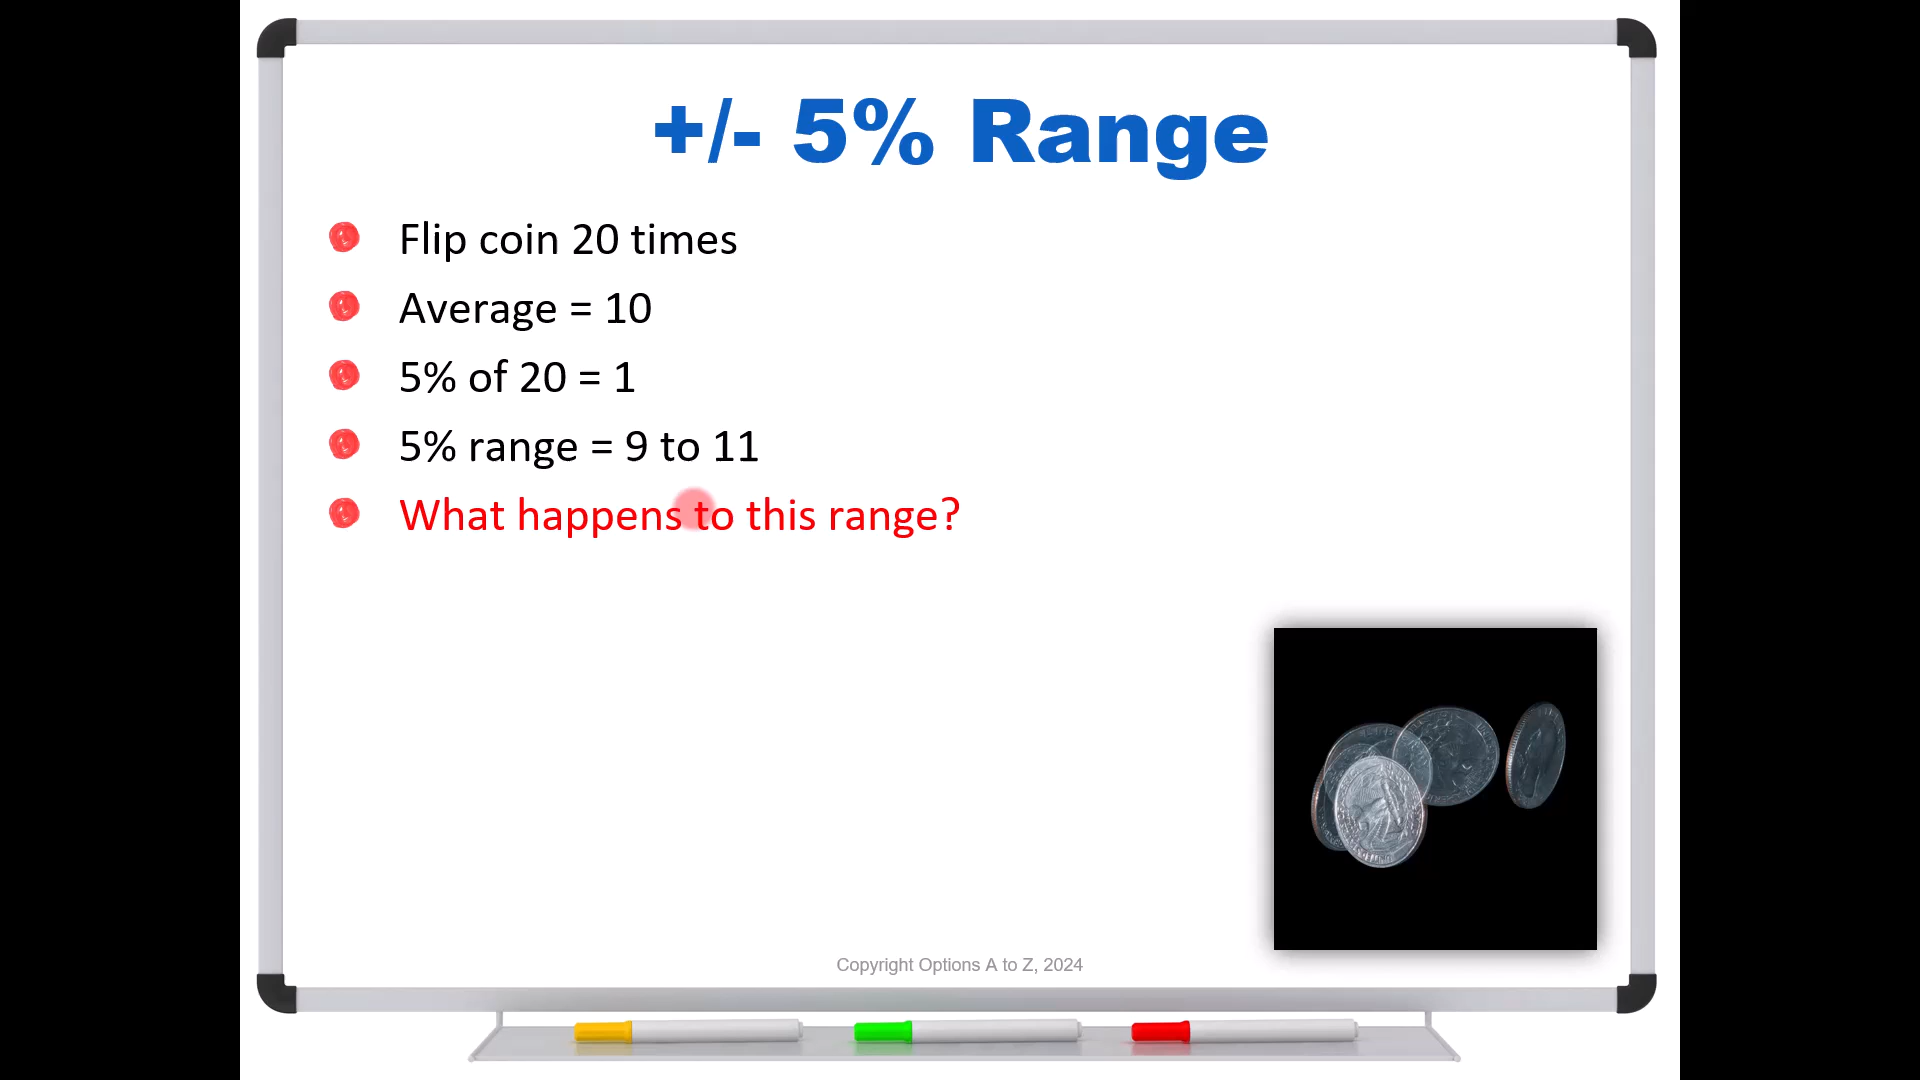 +/- 5% Range
Flip coin 20 times
Average = 10
5% of 20 = 1
5% range = 9 to 11
What happens to this range?
Copyright Options A to Z, 2024